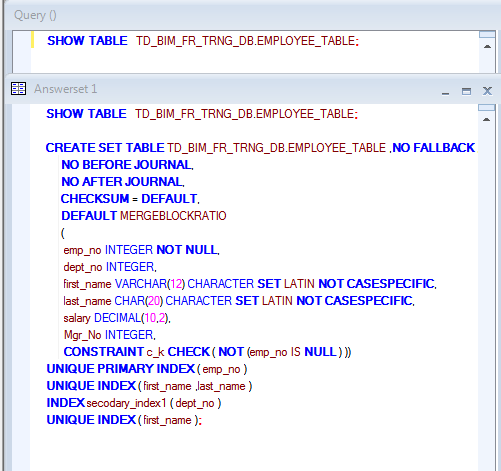 Query ()
SHOW TABLE TD_BIM_FR_TRNG_DB.EMPLOYEE_TABLE;
Answerset 1
SHOW TABLE TD_BIM_FR_TRNG_DB.EMPLOYEE_TABLE;
CREATE SET TABLE TD_BIM_FR_TRNG_DB.EMPLOYEE_TABLE ,NO FALLBACK
NO BEFORE JOURNAL,
NO AFTER JOURNAL,
CHECKSUM = DEFAULT,
DEFAULT MERGEBLOCKRATIO
(
emp_no INTEGER NOT NULL,
dept_no INTEGER,
first_name VARCHAR(12) CHARACTER SET LATIN NOT CASESPECIFIC,
last_name CHAR(20) CHARACTER SET LATIN NOT CASESPECIFIC,
salary DECIMAL(10,2),
Mgr_No INTEGER,
CONSTRAINT c_k CHECK ( NOT (emp_no IS NULL ) ))
UNIQUE PRIMARY INDEX ( emp_no )
UNIQUE INDEX ( first_name ,last_name )
INDEX secodary_index1 ( dept_no )
UNIQUE INDEX ( first_name );